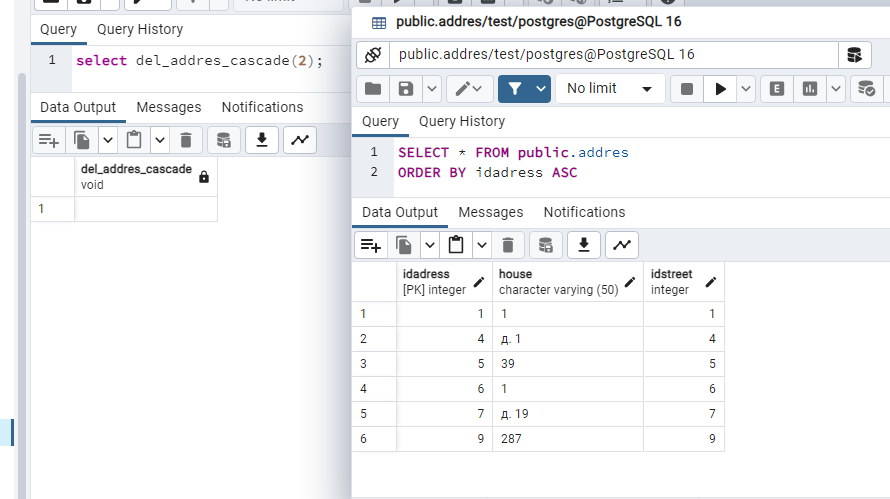 Query Query History
1 select del_addres_cascade(2);
Data Output Messages Notifications
del_addres_cascade
void
1
public.addres/test/postgres@PostgreSQL 16
public.addres/test/postgres@PostgreSQL 16
No limit
E
Query Query History
1 SELECT * FROM public.addres
2 ORDER BY idadress ASC
Data Output Messages Notifications
idadress house idstreet
[PK] integer character varying (50) integer
1 1 1 1
2 4 д. 1 4
3 5 39 5
4 6 1 6
5 7 д. 19 7
6 9 287 9